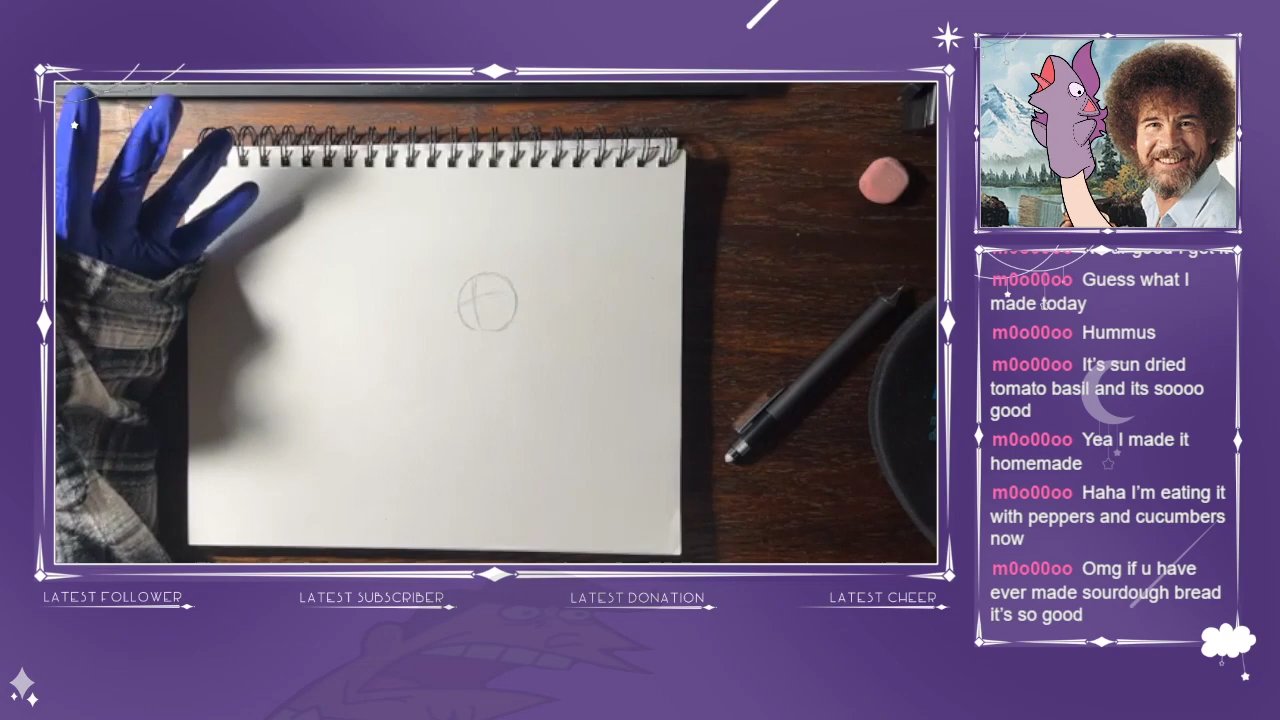 m0o00oo Guess what I
made today
m0o00oo Hummus
m0o00oo It's sun dried
tomato basil and its soooo
good
m0o00oo Yea I made it
homemade
m0o00oo Haha I'm eating it
with peppers and cucumbers
now
m0o00oo Omg if u have
ever made sourdough bread
it's so good
LATEST FOLLOWER
LATEST SUBSCRIBER
LATEST DONATION
LATEST CHEER